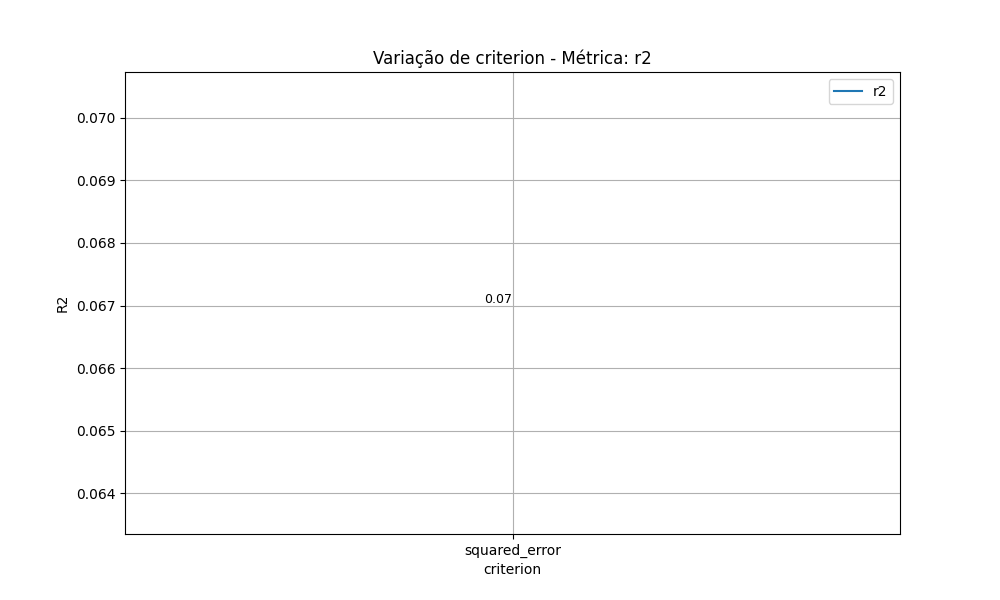 Variação de criterion - Métrica: r2
r2
0.070
0.069
0.068
0.07
0.067
0.066
0.065
0.064
R2
squared_error
criterion